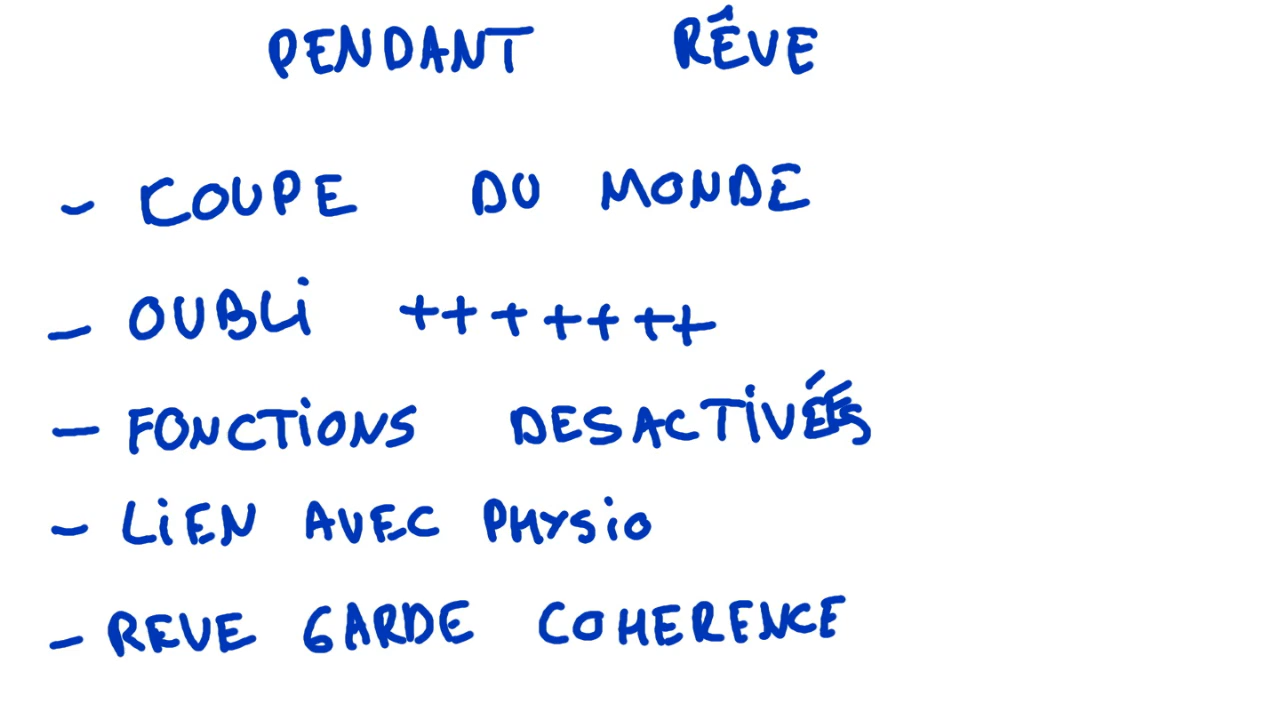 PENDANT RÊVE
- COUPE DU MONDE
- OUBLi +++++++
- FONCTiONS DESACTiVÉES
- LiEN AVEC PHYSiO
- REVE GARDE COHERENCE